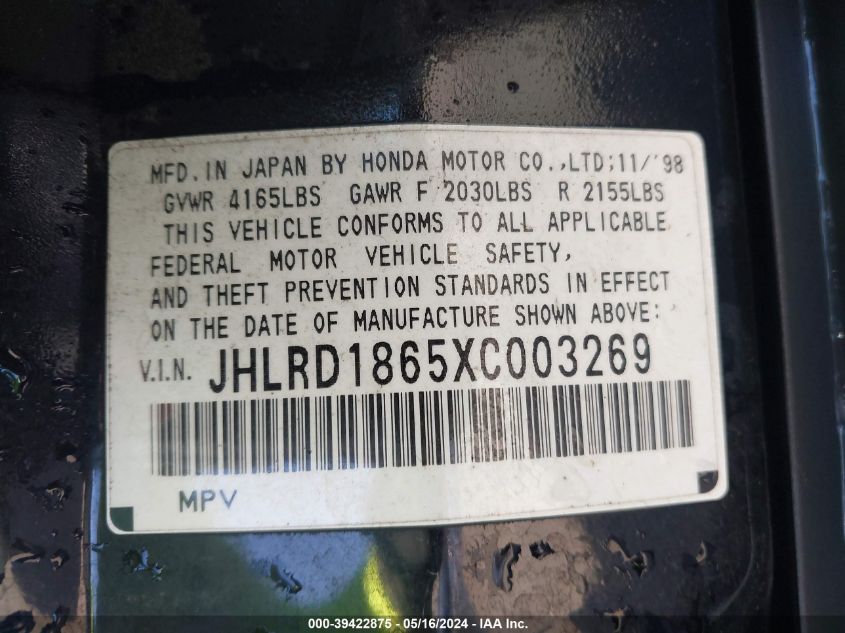 MFD.IN JAPAN BY HONDA MOTOR CO.,LTD;11/'98
GVWR 4165LBS GAWR F 2030LBS R 2155LBS
THIS VEHICLE CONFORMS TO ALL APPLICABLE
FEDERAL MOTOR VEHICLE SAFETY,
AND THEFT PREVENTION STANDARDS IN EFFECT
ON THE DATE OF MANUFACTURE SHOWN ABOVE:
V.I.N. JHLRD1865XC003269
MPV
000-39422875 - 05/16/2024 - IAA Inc.